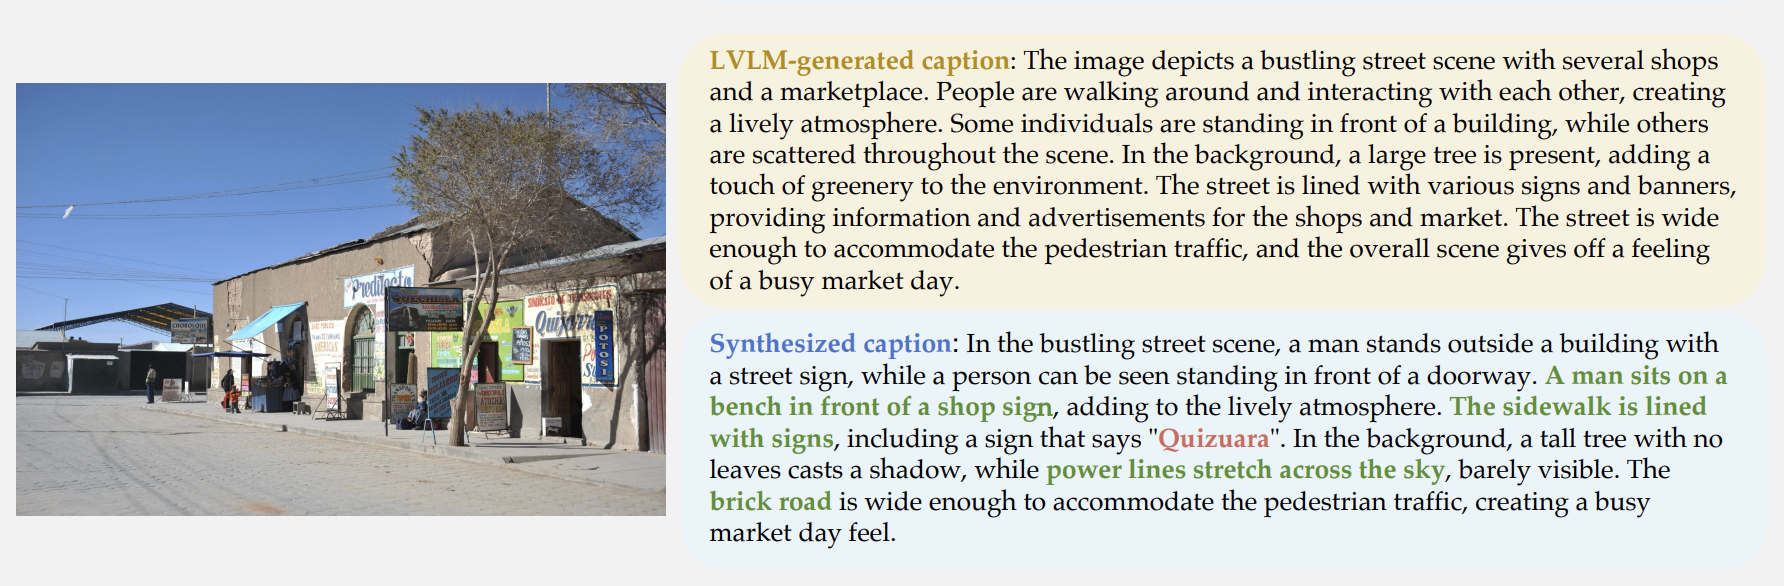 LVLM-generated caption: The image depicts a bustling street scene with several shops
and a marketplace. People are walking around and interacting with each other, creating
a lively atmosphere. Some individuals are standing in front of a building, while others
are scattered throughout the scene. In the background, a large tree is present, adding a
touch of greenery to the environment. The street is lined with various signs and banners,
providing information and advertisements for the shops and market. The street is wide
enough to accommodate the pedestrian traffic, and the overall scene gives off a feeling
of a busy market day.
Synthesized caption: In the bustling street scene, a man stands outside a building with
a street sign, while a person can be seen standing in front of a doorway. A man sits on a
bench in front of a shop sign, adding to the lively atmosphere. The sidewalk is lined
with signs, including a sign that says "Quizuara". In the background, a tall tree with no
leaves casts a shadow, while power lines stretch across the sky, barely visible. The
brick road is wide enough to accommodate the pedestrian traffic, creating a busy
market day feel.
Predilecta
CHOROLQUE
AMERICAS
SINDICATO DE
POTOSI
ATOCHA